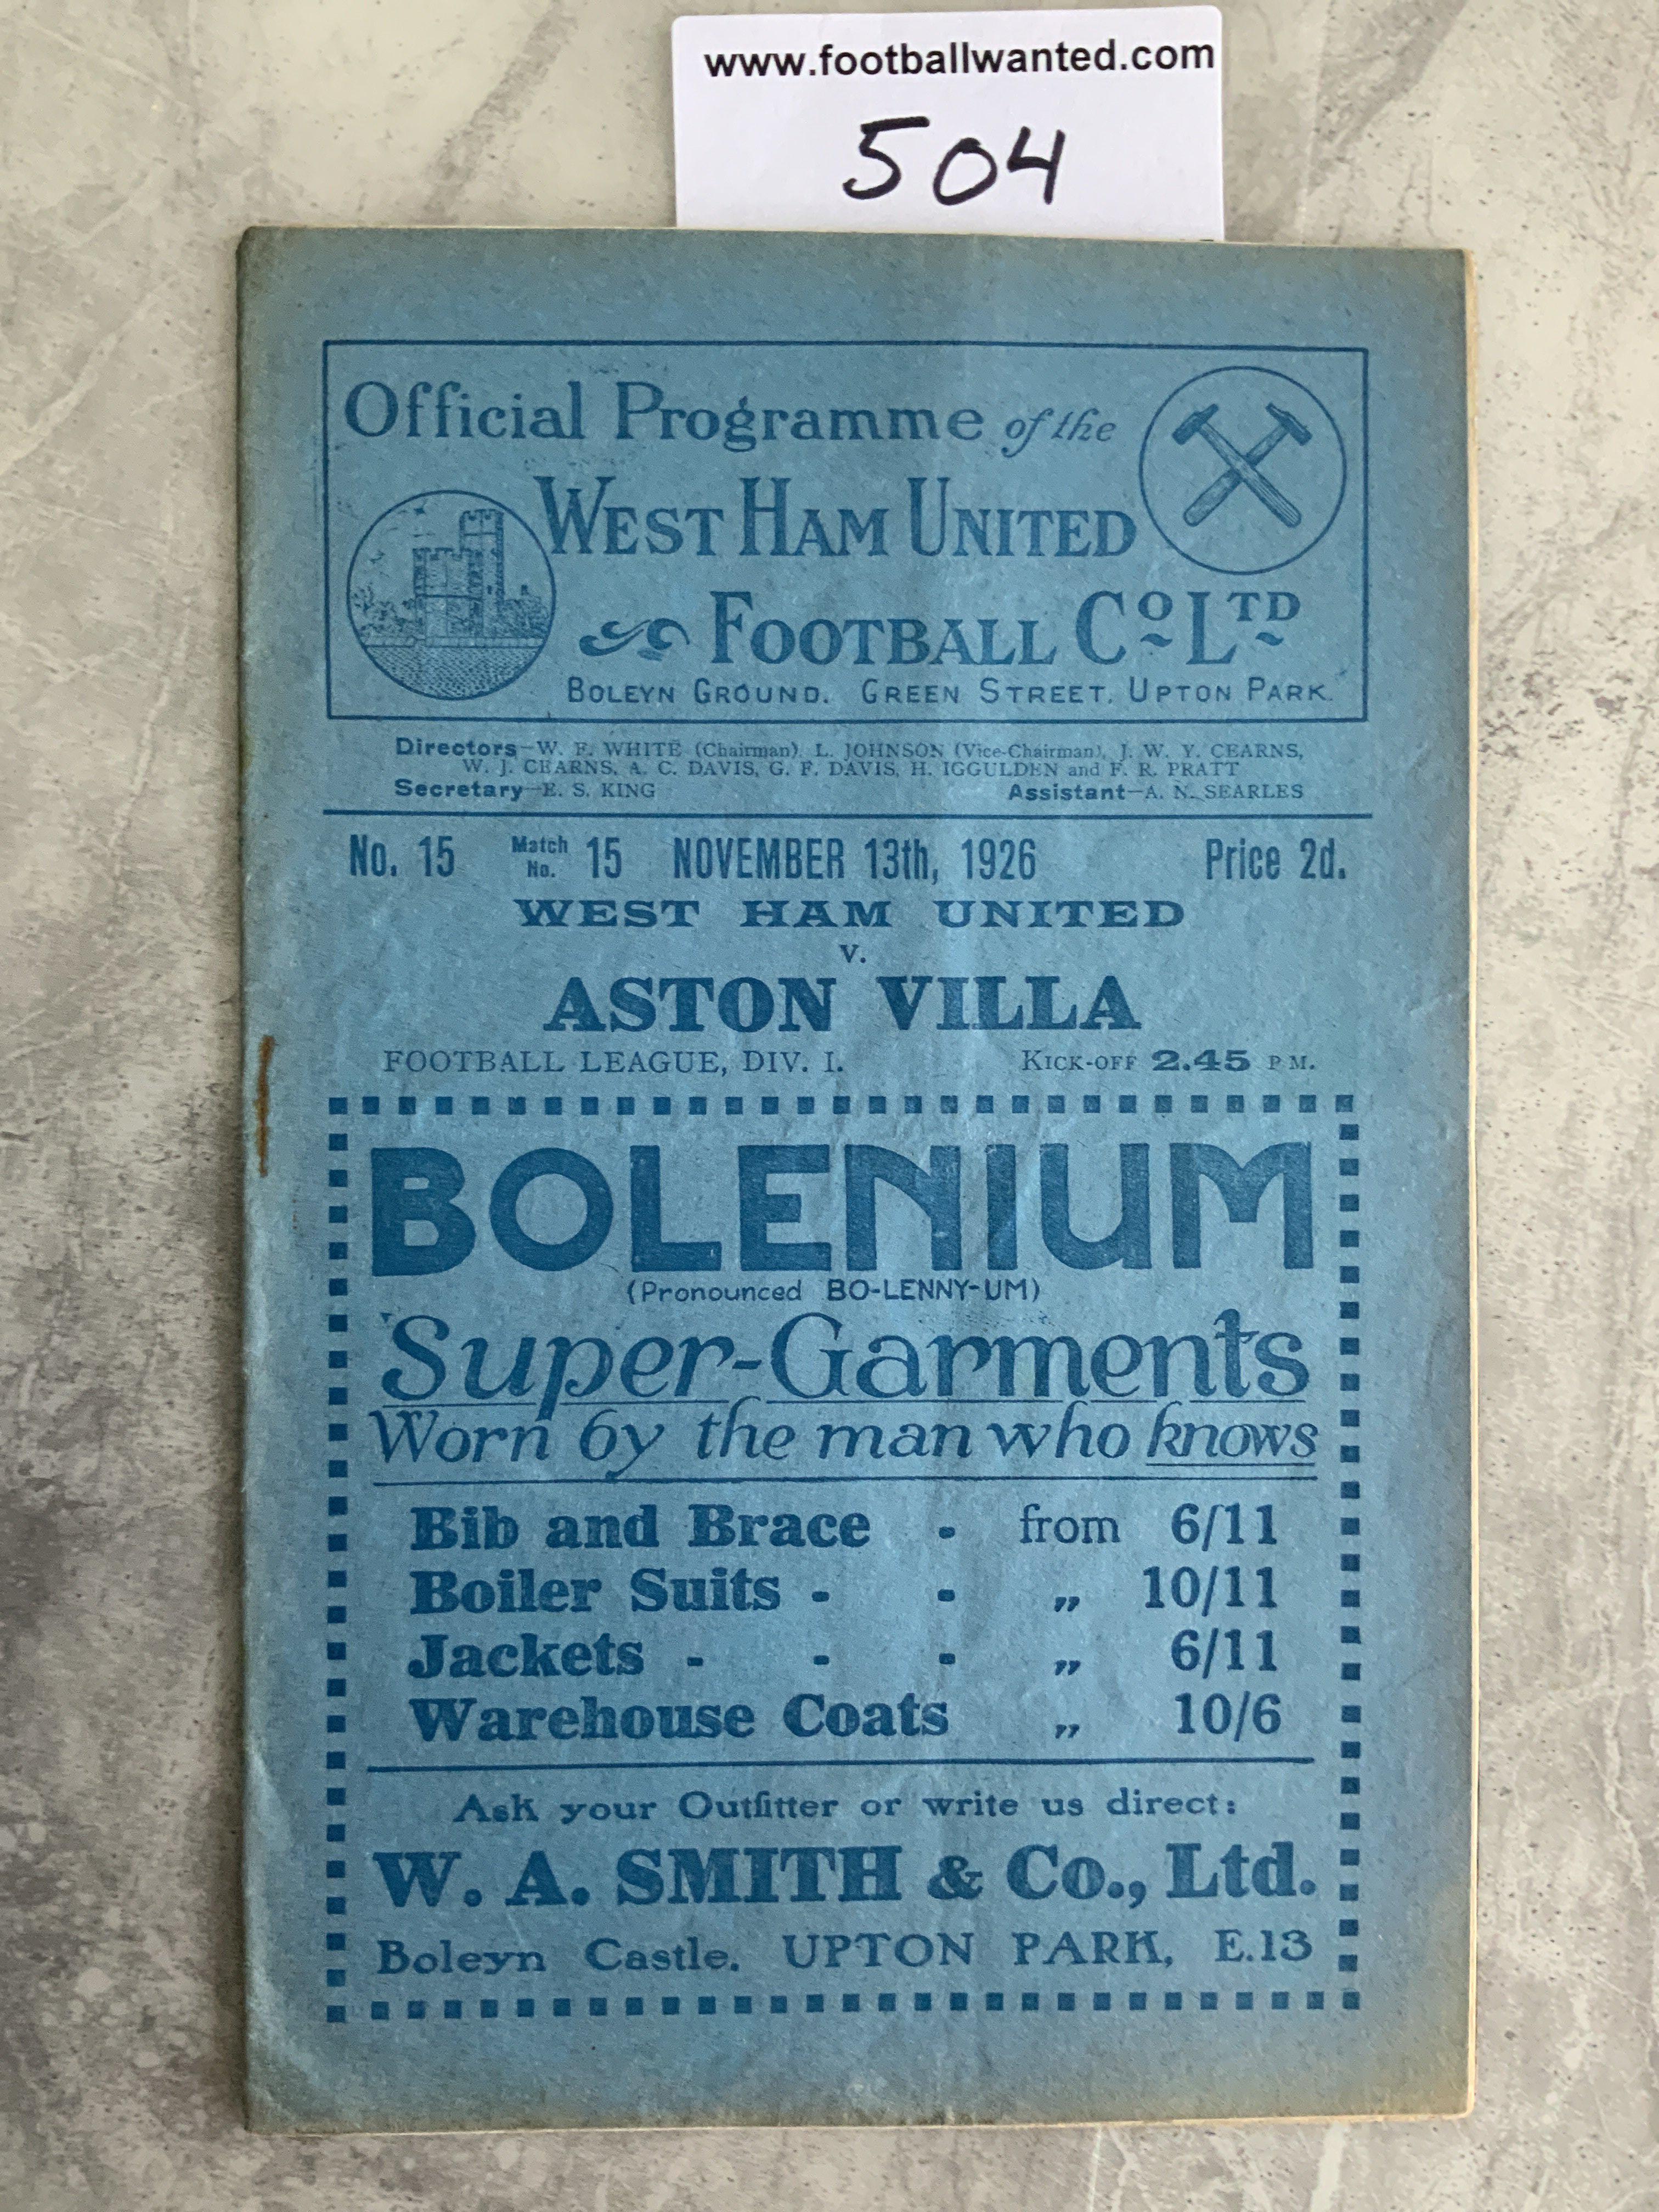 www.footballwanted.com
504
Official Programme of the
WEST HAM UNITED
FOOTBALL Co LTD
BOLEYN GROUND. GREEN STREET, UPTON PARK.
Directors—W. F. WHITE (Chairman), L. JOHNSON (Vice-Chairman), J. W. Y. CEARNS,
W. J. CEARNS, A. C. DAVIS, G. F. DAVIS, H. IGGULDEN and F. R. PRATT
Secretary—E. S. KING Assistant—A. N. SEARLES
No. 15 Match No. 15 NOVEMBER 13th, 1926 Price 2d.
WEST HAM UNITED
v.
ASTON VILLA
FOOTBALL LEAGUE, DIV. I. KICK-OFF 2.45 P.M.
BOLENIUM
(Pronounced BO-LENNY-UM)
Super-Garments
Worn by the man who knows
Bib and Brace - from 6/11
Boiler Suits - - „ 10/11
Jackets - - - „ 6/11
Warehouse Coats „ 10/6
Ask your Outfitter or write us direct:
W. A. SMITH & Co., Ltd.
Boleyn Castle. UPTON PARK, E.13